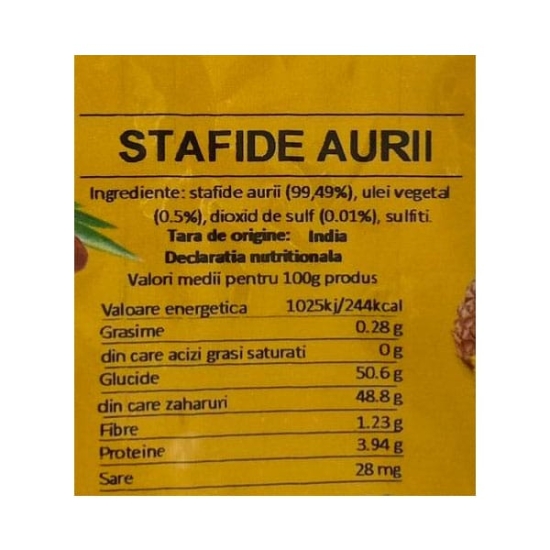 STAFIDE AURII
Ingrediente: stafide aurii (99,49%), ulei vegetal
(0.5%), dioxid de sulf (0.01%), sulfiti.
Tara de origine: India
Declaratia nutritionala
Valori medii pentru 100g produs
Valoare energetica 1025kj/244kcal
Grasime 0.28 g
din care acizi grasi saturati 0 g
Glucide 50.6 g
din care zaharuri 48.8 g
Fibre 1.23 g
Proteine 3.94 g
Sare 28 mg